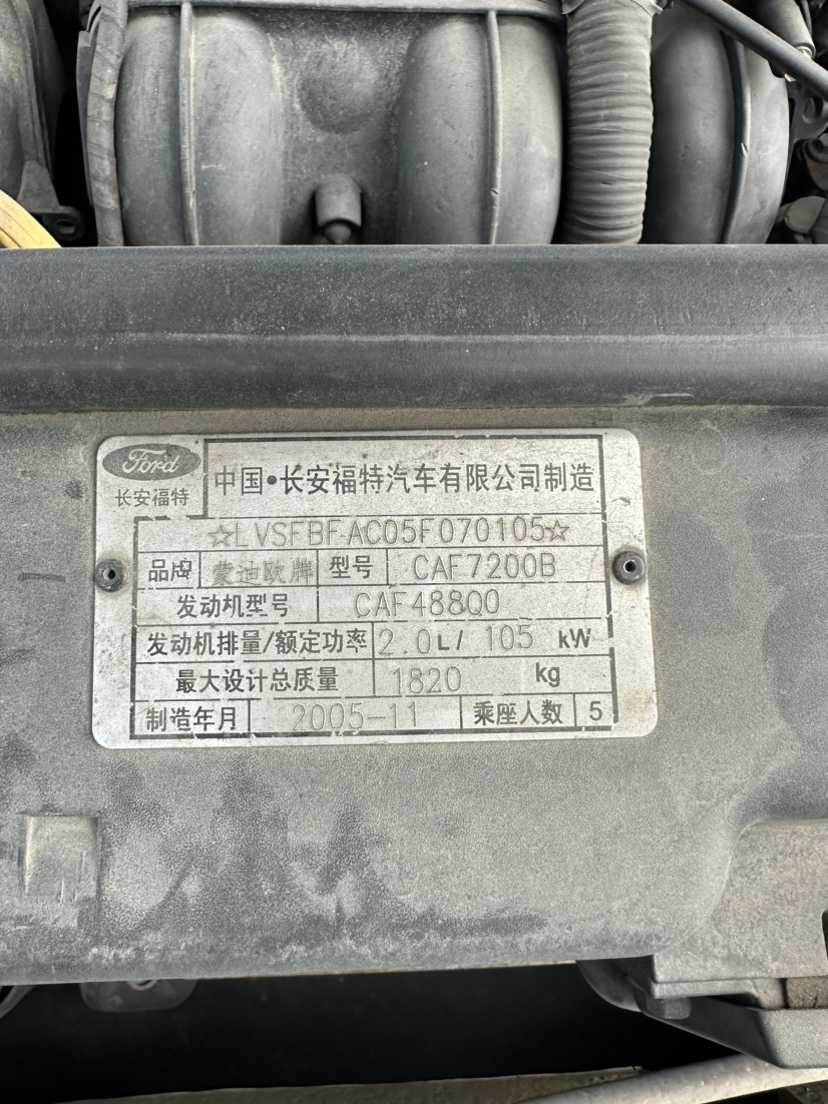 Ford
长安福特
中国·长安福特汽车有限公司制造
☆LVSFBFAC05F070105☆
品牌 蒙迪欧牌 型号 CAF7200B
发动机型号 CAF488Q0
发动机排量/额定功率 2.0L/ 105 kW
最大设计总质量 1820 kg
制造年月 2005-11 乘座人数 5